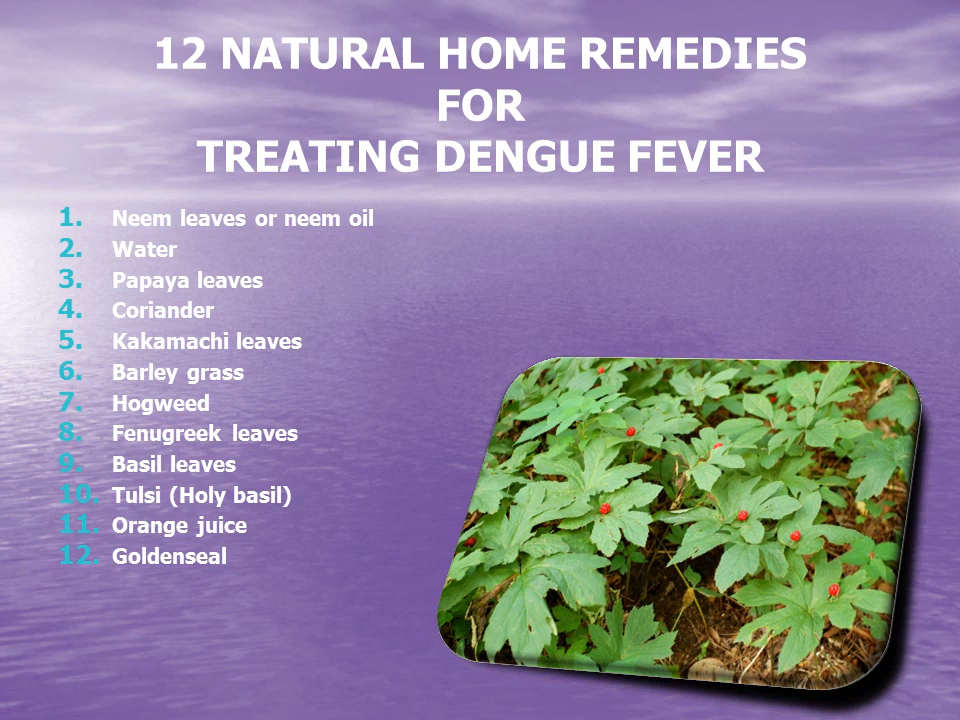 12 NATURAL HOME REMEDIES
FOR
TREATING DENGUE FEVER
1. Neem leaves or neem oil
2. Water
3. Papaya leaves
4. Coriander
5. Kakamachi leaves
6. Barley grass
7. Hogweed
8. Fenugreek leaves
9. Basil leaves
10. Tulsi (Holy basil)
11. Orange juice
12. Goldenseal